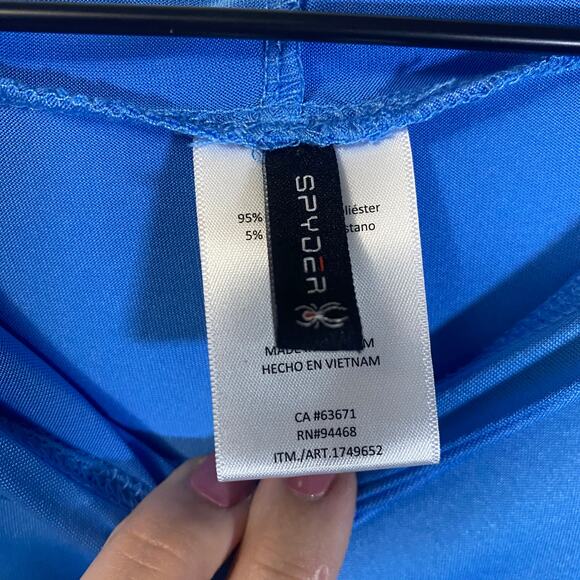 SPYDER
95% liéster
5% stano
MADE M
HECHO EN VIETNAM
CA #63671
RN#94468
ITM./ART.1749652